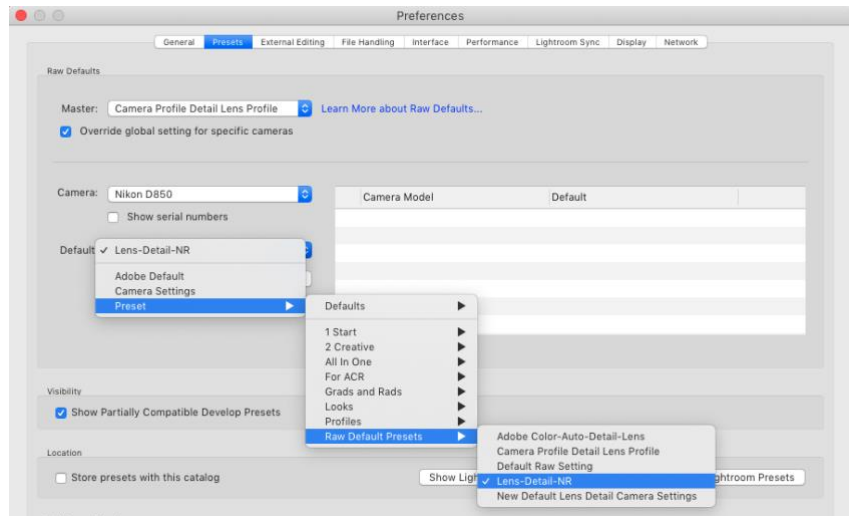 Preferences
General Presets External Editing File Handling Interface Performance Lightroom Sync Display Network
Raw Defaults
Master: Camera Profile Detail Lens Profile Learn More about Raw Defaults...
Override global setting for specific cameras
Camera: Nikon D850
Camera Model Default
Show serial numbers
Default ✓ Lens-Detail-NR
Adobe Default
Camera Settings
Preset
Defaults
1 Start
2 Creative
All In One
For ACR
Grads and Rads
Looks
Profiles
Raw Default Presets
Adobe Color-Auto-Detail-Lens
Camera Profile Detail Lens Profile
Default Raw Setting
✓ Lens-Detail-NR
New Default Lens Detail Camera Settings
Visibility
Show Partially Compatible Develop Presets
Location
Store presets with this catalog
Show Ligh
ghtroom Presets